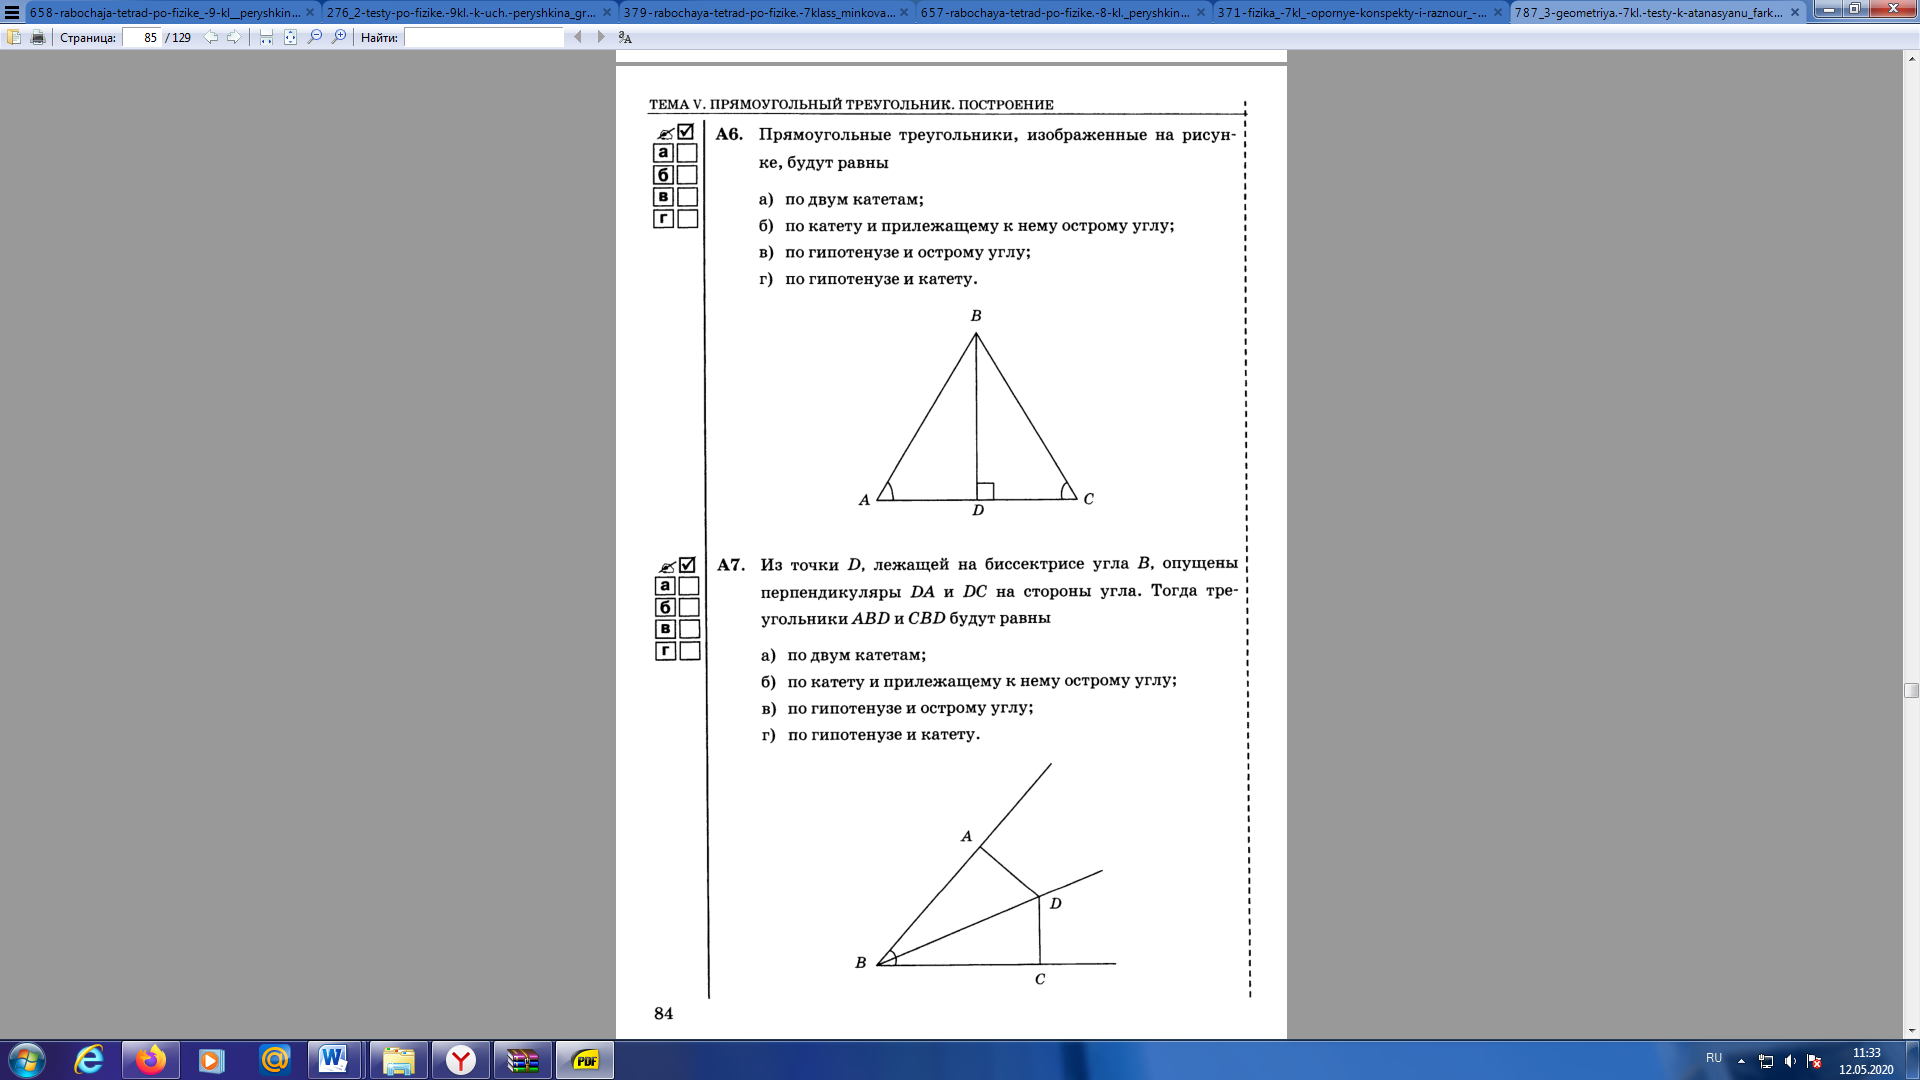 658-rabochaja-tetrad-po-fizike_-9-kl__peryshkin...
276_2-testy-po-fizike.-9kl.-k-uch.-peryshkina_gr...
379-rabochaya-tetrad-po-fizike.-7klass_minkova...
657-rabochaya-tetrad-po-fizike.-8-kl._peryshkin...
371-fizika_-7kl_-opornye-konspekty-i-raznour_-...
787_3-geometriya.-7kl.-testy-k-atanasyanu_fark...
Страница: 85 / 129 Найти:
ТЕМА V. ПРЯМОУГОЛЬНЫЙ ТРЕУГОЛЬНИК. ПОСТРОЕНИЕ
а
б
в
г
А6. Прямоугольные треугольники, изображенные на рисун-
ке, будут равны
а) по двум катетам;
б) по катету и прилежащему к нему острому углу;
в) по гипотенузе и острому углу;
г) по гипотенузе и катету.
B
A
D
C
а
б
в
г
А7. Из точки D, лежащей на биссектрисе угла B, опущены
перпендикуляры DA и DC на стороны угла. Тогда тре-
угольники ABD и CBD будут равны
а) по двум катетам;
б) по катету и прилежащему к нему острому углу;
в) по гипотенузе и острому углу;
г) по гипотенузе и катету.
A
D
B
C
84
PDF
RU
11:33
12.05.2020